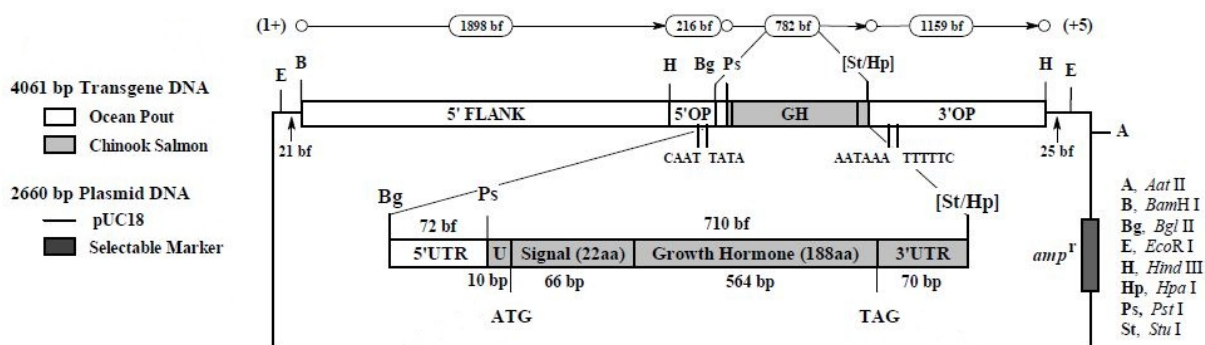 (1+) 1898 bf 216 bf 782 bf 1159 bf (+5)
E B H Bg Ps [St/Hp] H E
4061 bp Transgene DNA
Ocean Pout
Chinook Salmon
5' FLANK 5'OP GH 3'OP
21 bf CAAT TATA AATAAA TTTTTC 25 bf A
2660 bp Plasmid DNA
pUC18
Selectable Marker
Bg Ps [St/Hp]
72 bf 710 bf
5'UTR U Signal (22aa) Growth Hormone (188aa) 3'UTR
10 bp 66 bp 564 bp 70 bp
ATG TAG
amp r
A, Aat II
B, BamH I
Bg, Bgl II
E, EcoR I
H, Hind III
Hp, Hpa I
Ps, Pst I
St, Stu I